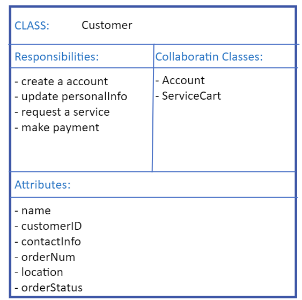 CLASS: Customer
Responsibilities:
- create a account
- update personalInfo
- request a service
- make payment
Collaboratin Classes:
- Account
- ServiceCart
Attributes:
- name
- customerID
- contactInfo
- orderNum
- location
- orderStatus